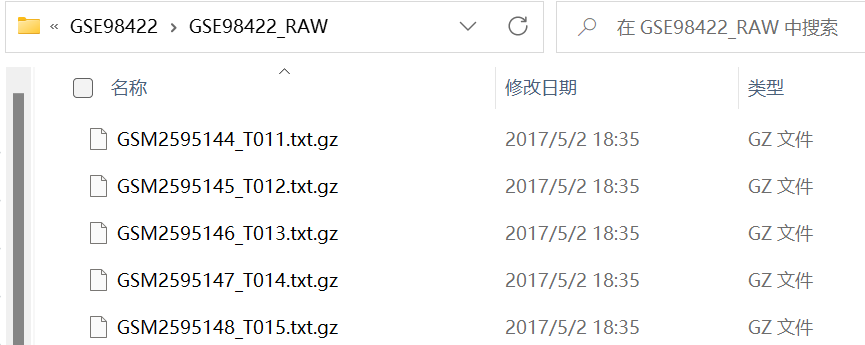 « GSE98422 › GSE98422_RAW 在 GSE98422_RAW 中搜索
名称 修改日期 类型
GSM2595144_T011.txt.gz 2017/5/2 18:35 GZ 文件
GSM2595145_T012.txt.gz 2017/5/2 18:35 GZ 文件
GSM2595146_T013.txt.gz 2017/5/2 18:35 GZ 文件
GSM2595147_T014.txt.gz 2017/5/2 18:35 GZ 文件
GSM2595148_T015.txt.gz 2017/5/2 18:35 GZ 文件